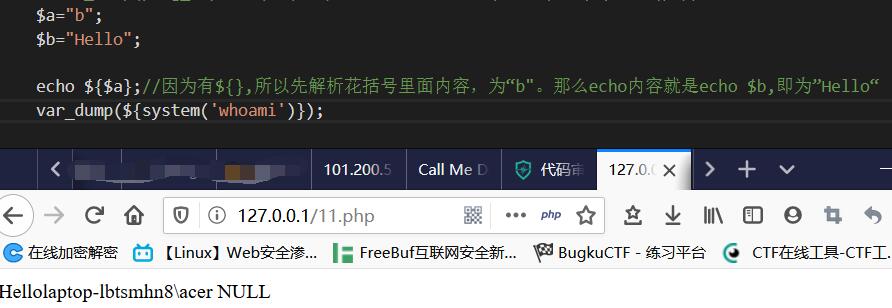 $a="b";
$b="Hello";
echo ${$a};//因为有${},所以先解析花括号里面内容，为“b"。那么echo内容就是echo $b,即为”Hello“
var_dump(${system('whoami')});
101.200.5
Call Me D
代码审
127.0.0
127.0.0.1/11.php
php
在线加密解密
【Linux】Web安全渗...
FreeBuf互联网安全新...
BugkuCTF - 练习平台
CTF在线工具-CTF工.
Hellolaptop-lbtsmhn8\acer NULL